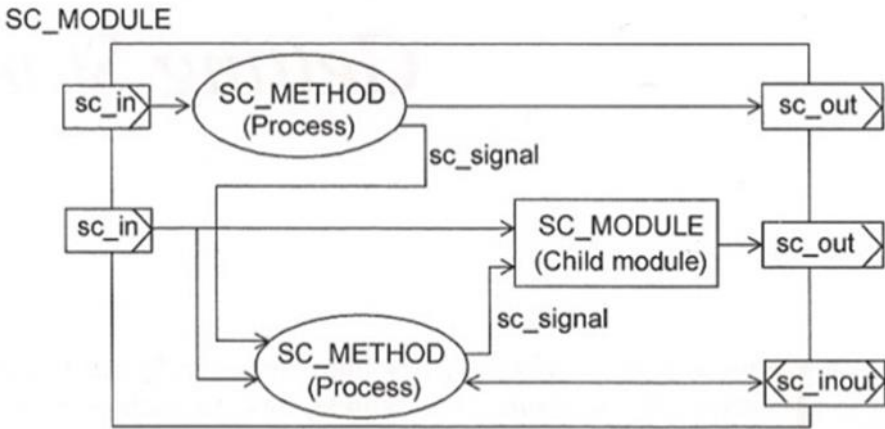 SC_MODULE
sc_in
SC_METHOD
(Process)
sc_out
sc_signal
sc_in
SC_MODULE
(Child module)
sc_out
sc_signal
SC_METHOD
(Process)
sc_inout